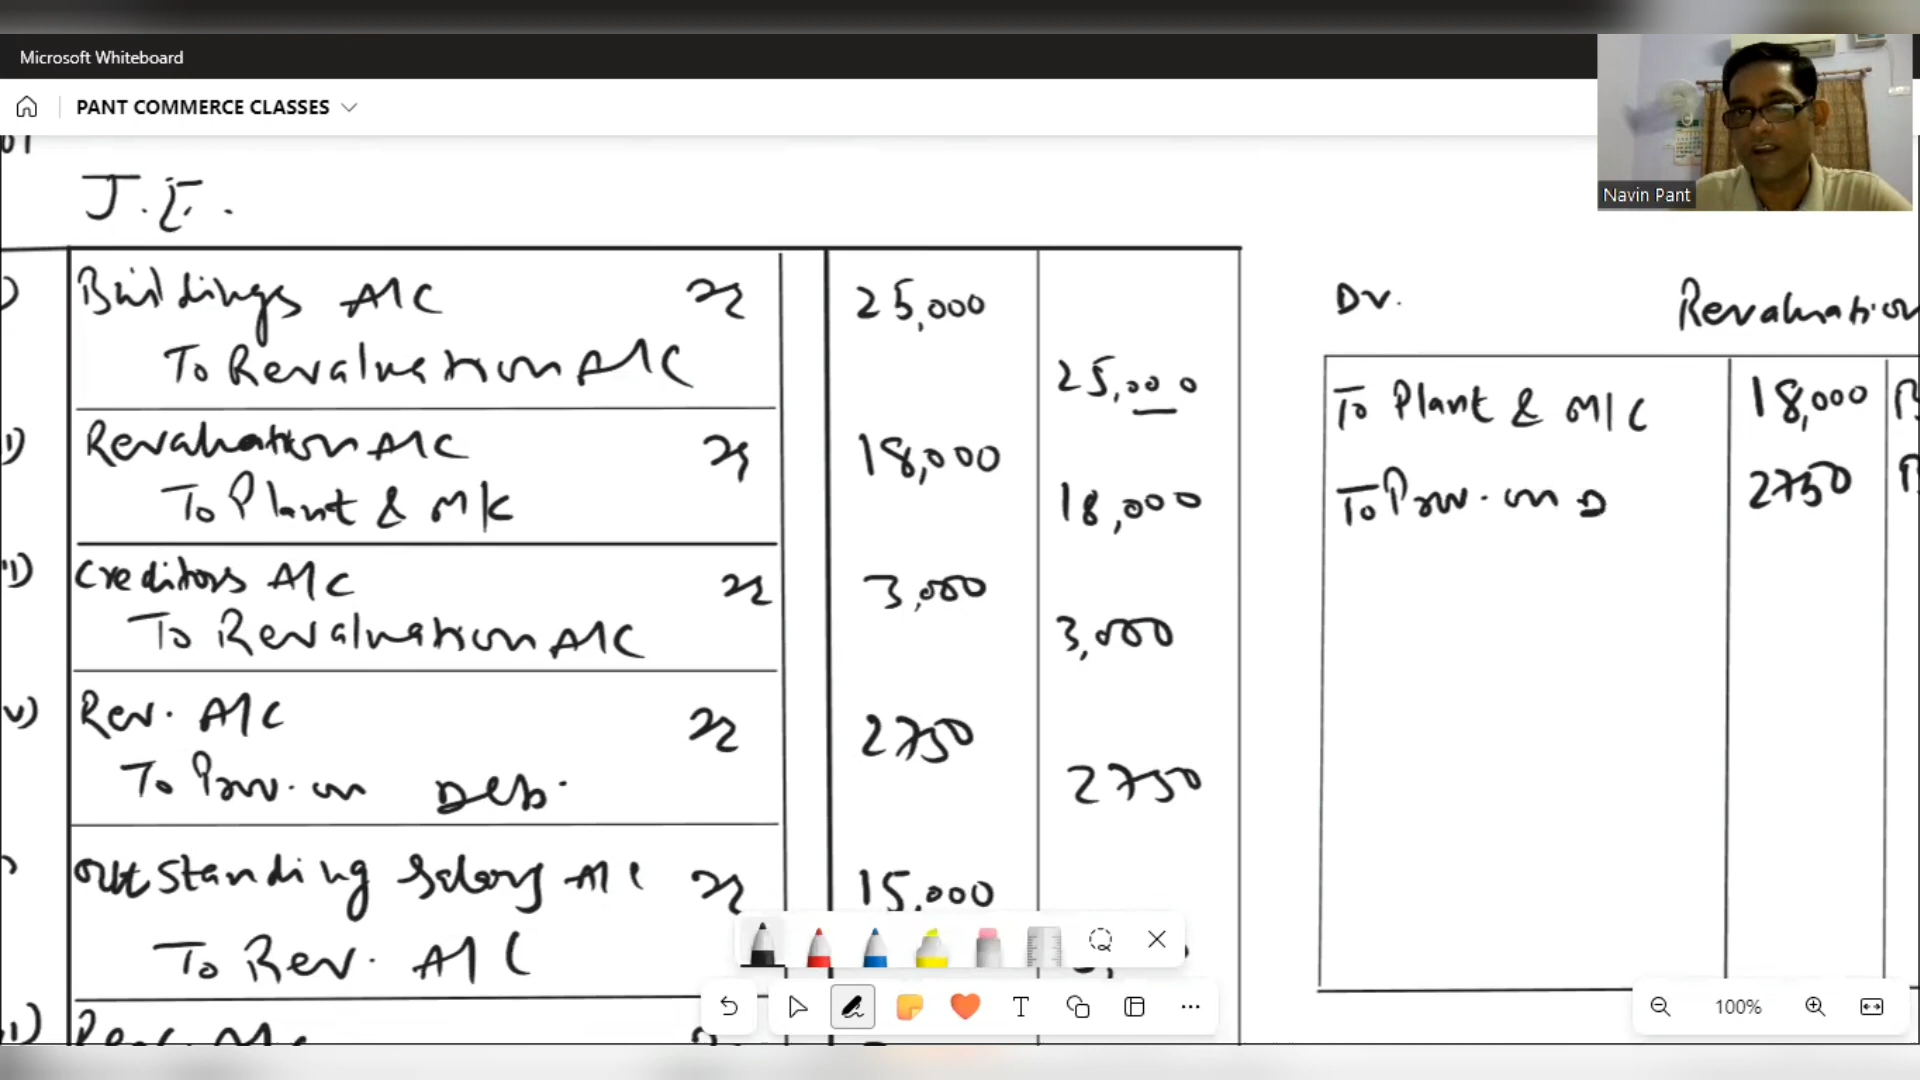 Microsoft Whiteboard
PANT COMMERCE CLASSES
Navin Pant
J.E.
Buildings A/C Dr 25,000
To Revaluation A/C 25,000
Revaluation A/C Dr 18,000
To Plant & M/c 18,000
Creditors A/C Dr 3,000
To Revaluation A/C 3,000
Rev. A/C Dr 2750
To Prov. on Deb. 2750
Outstanding Salary A/C Dr 15,000
To Rev. A/C
Rev. A/c
Dr. Revaluation
To Plant & M/C 18,000
To Prov. on D 2750
100%